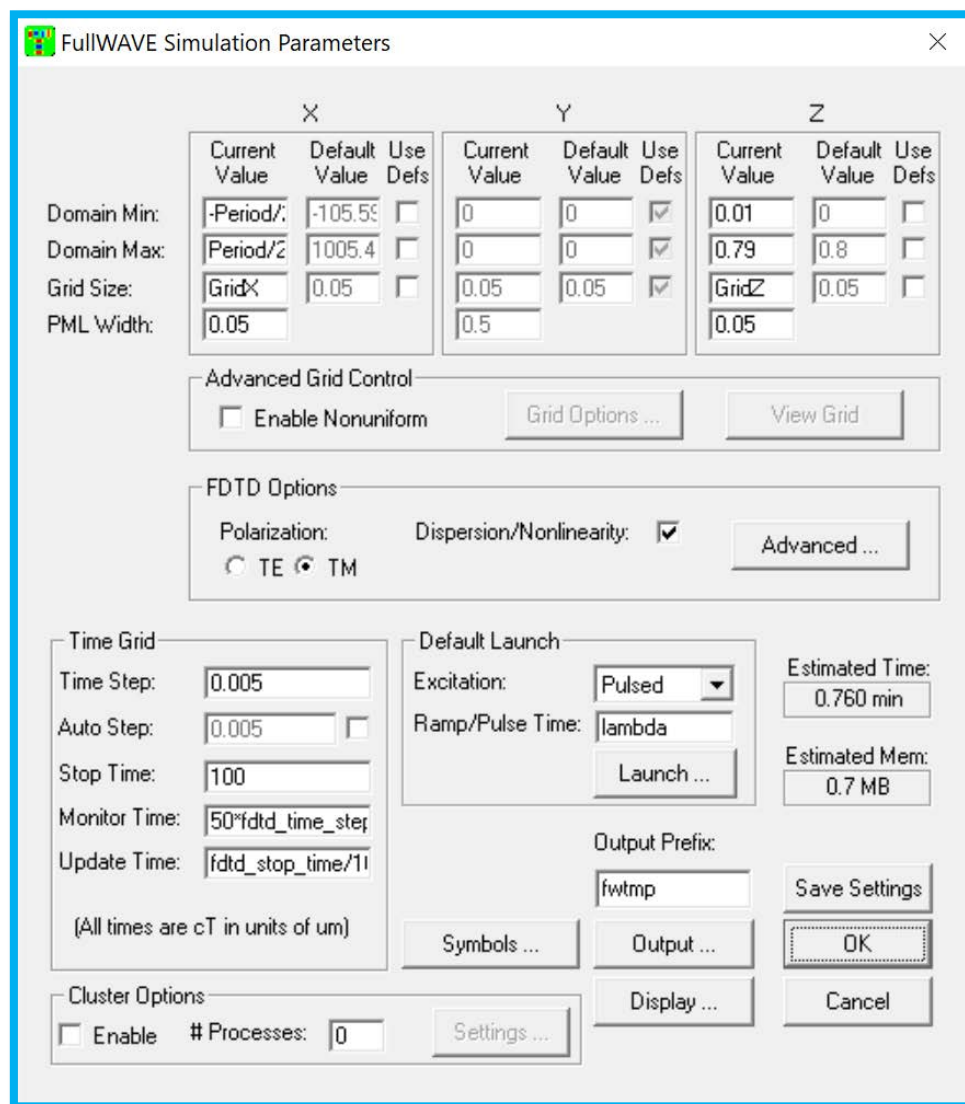 FullWAVE Simulation Parameters
X Y Z
Current Default Use Current Default Use Current Default Use
Value Value Defs Value Value Defs Value Value Defs
Domain Min: -Period/2 -105.59 0 0 0.01 0
Domain Max: Period/2 1005.4 0 0 0.79 0.8
Grid Size: GridX 0.05 0.05 0.05 GridZ 0.05
PML Width: 0.05 0.5 0.05
Advanced Grid Control
Enable Nonuniform Grid Options ... View Grid
FDTD Options
Polarization: Dispersion/Nonlinearity: Advanced ...
TE TM
Time Grid Default Launch
Time Step: 0.005 Excitation: Pulsed Estimated Time:
0.760 min
Auto Step: 0.005 Ramp/Pulse Time: lambda
Stop Time: 100 Launch ... Estimated Mem:
0.7 MB
Monitor Time: 50*fdtd_time_step
Output Prefix:
Update Time: fdtd_stop_time/1
fwtmp Save Settings
(All times are cT in units of um) Symbols ... Output ... OK
Cluster Options Display ... Cancel
Enable # Processes: 0 Settings ...